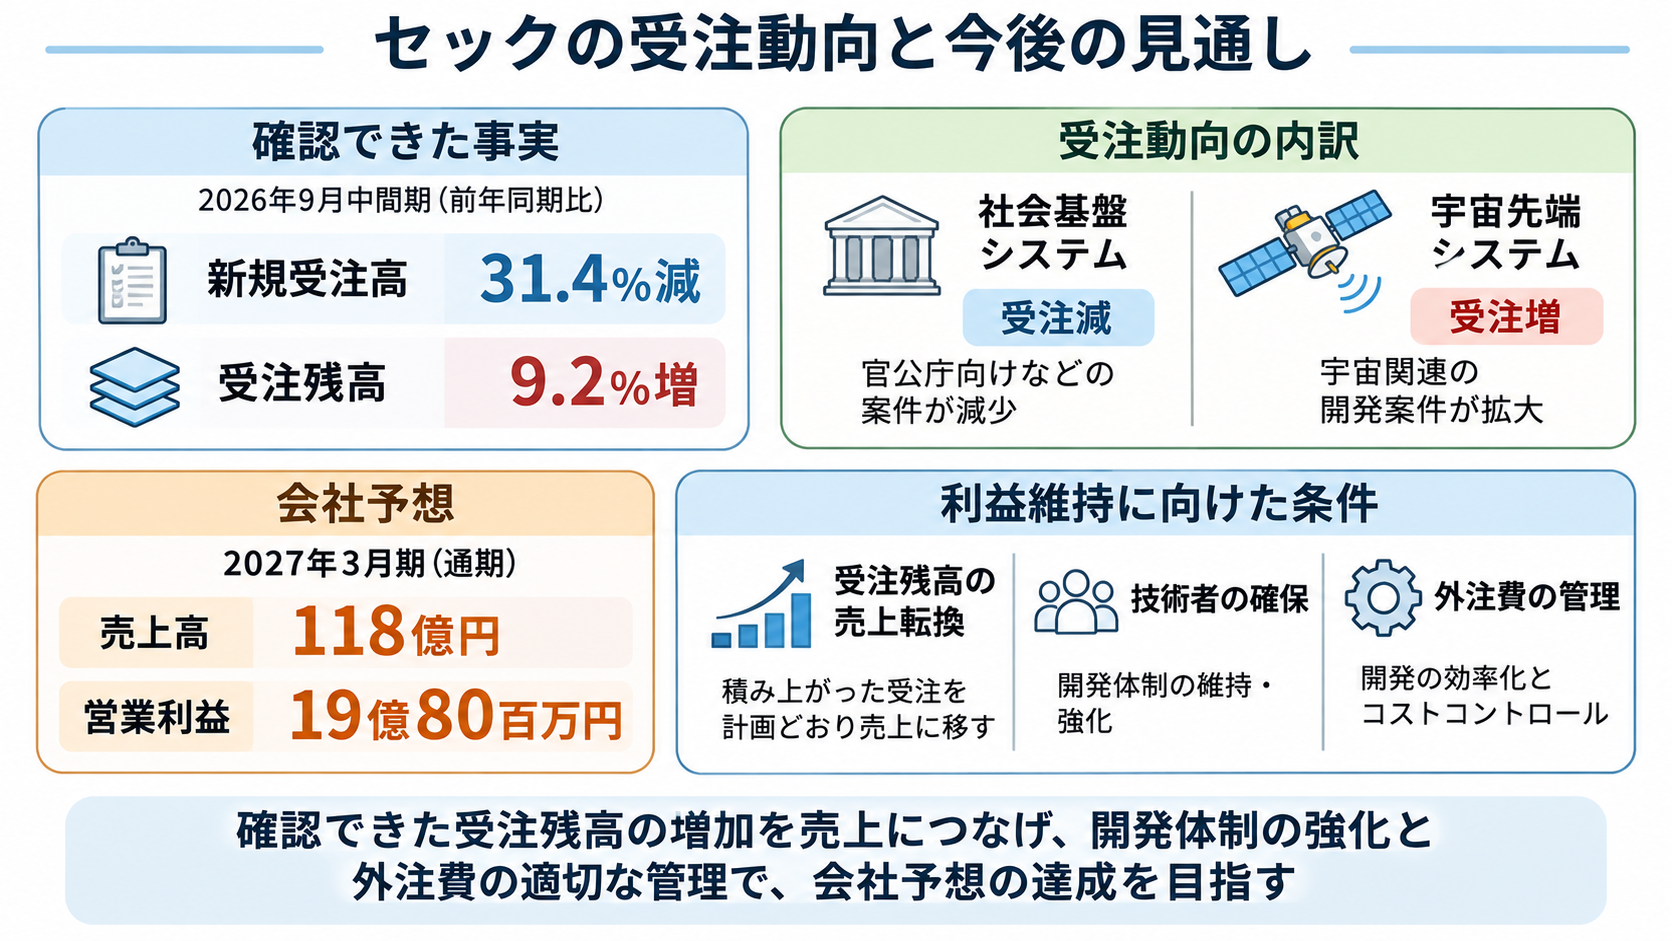 セックの受注動向と今後の見通し
確認できた事実
2026年9月中間期(前年同期比)
新規受注高
31.4%減
受注残高
9.2%増
受注動向の内訳
社会基盤
システム
受注減
官公庁向けなどの
案件が減少
宇宙先端
システム
受注増
宇宙関連の
開発案件が拡大
会社予想
2027年3月期(通期)
売上高
118億円
営業利益
19億80百万円
利益維持に向けた条件
受注残高の
売上転換
積み上がった受注を
計画どおり売上に移す
技術者の確保
開発体制の維持・
強化
外注費の管理
開発の効率化と
コストコントロール
確認できた受注残高の増加を売上につなげ、開発体制の強化と
外注費の適切な管理で、会社予想の達成を目指す